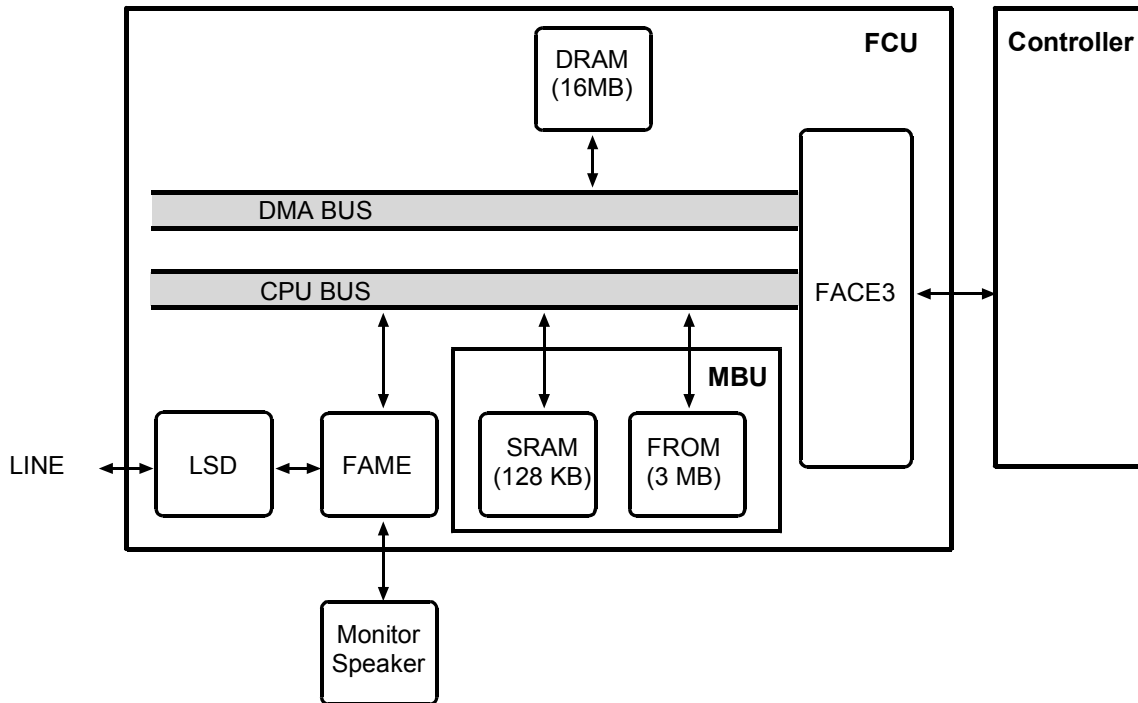 FCU
Controller
DRAM
(16MB)
DMA BUS
CPU BUS
FACE3
MBU
LINE
LSD
FAME
SRAM
(128 KB)
FROM
(3 MB)
Monitor
Speaker